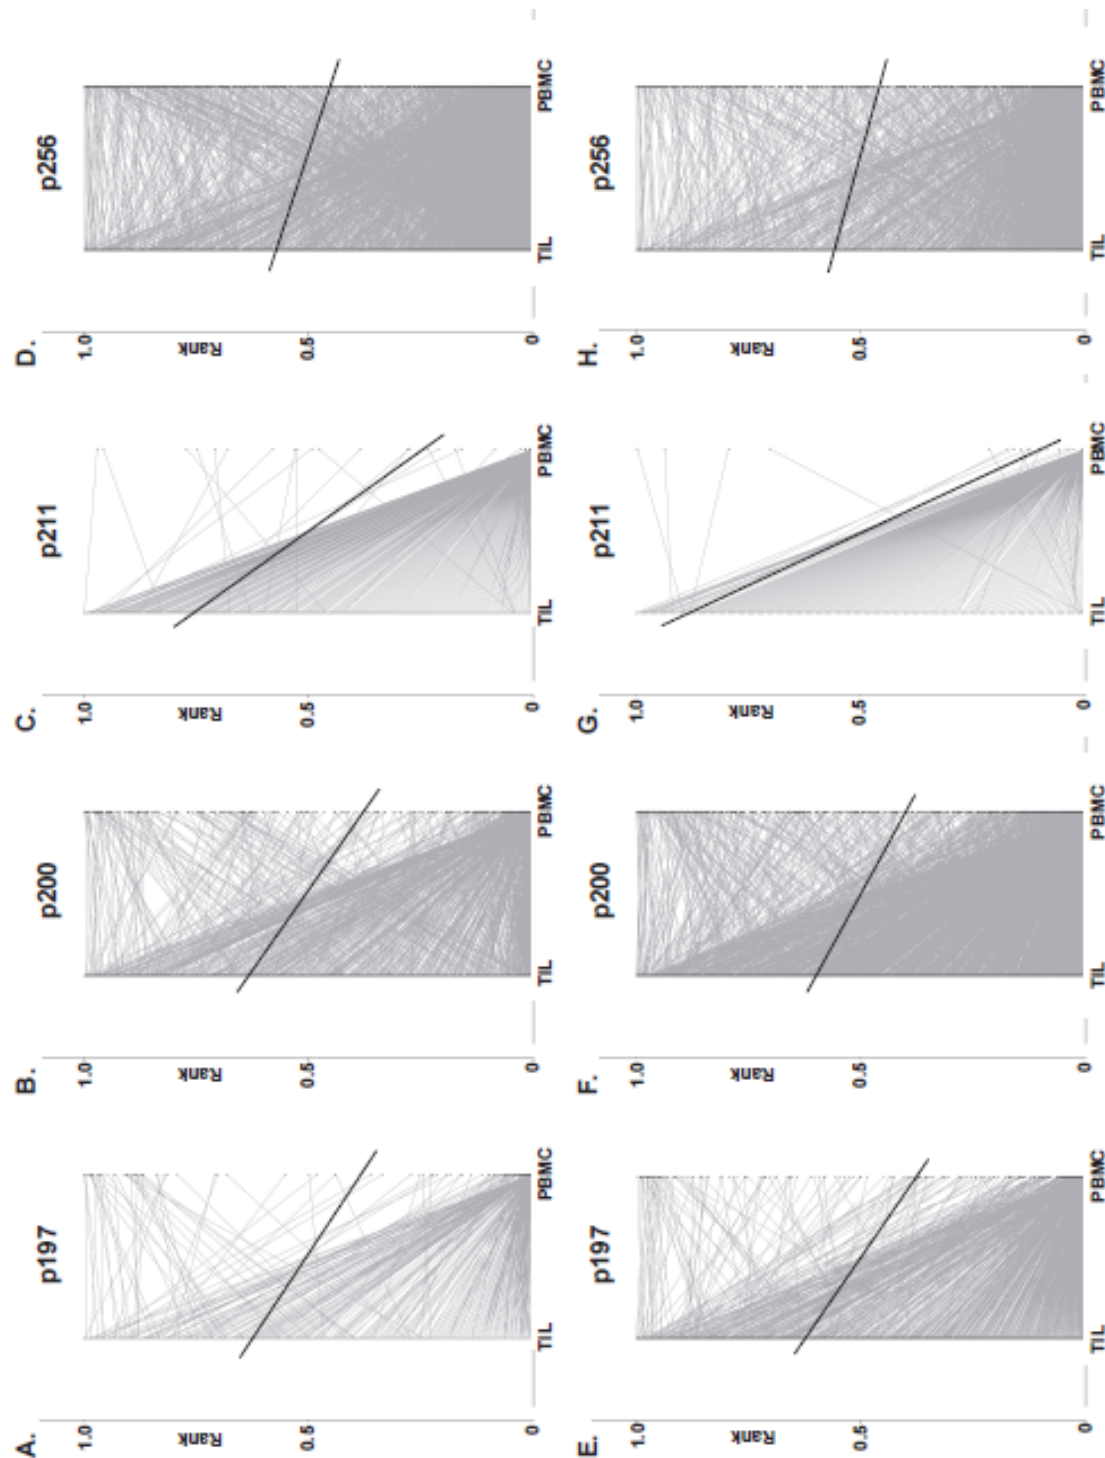 A.
p197
1.0
Rank
0.5
0
TIL
PBMC
B.
p200
1.0
Rank
0.5
0
TIL
PBMC
C.
p211
1.0
Rank
0.5
0
TIL
PBMC
D.
p256
1.0
Rank
0.5
0
TIL
PBMC
E.
p197
1.0
Rank
0.5
0
TIL
PBMC
F.
p200
1.0
Rank
0.5
0
TIL
PBMC
G.
p211
1.0
Rank
0.5
0
TIL
PBMC
H.
p256
1.0
Rank
0.5
0
TIL
PBMC